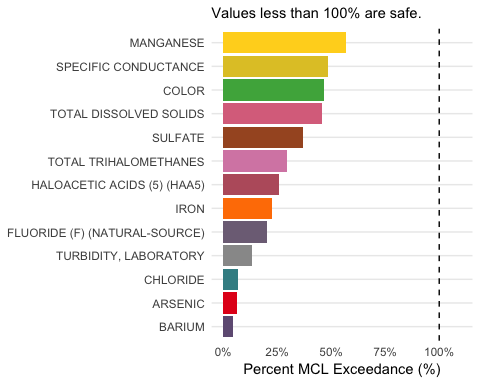 Values less than 100% are safe.
MANGANESE
SPECIFIC CONDUCTANCE
COLOR
TOTAL DISSOLVED SOLIDS
SULFATE
TOTAL TRIHALOMETHANES
HALOACETIC ACIDS (5) (HAA5)
IRON
FLUORIDE (F) (NATURAL-SOURCE)
TURBIDITY, LABORATORY
CHLORIDE
ARSENIC
BARIUM
0% 25% 50% 75% 100%
Percent MCL Exceedance (%)